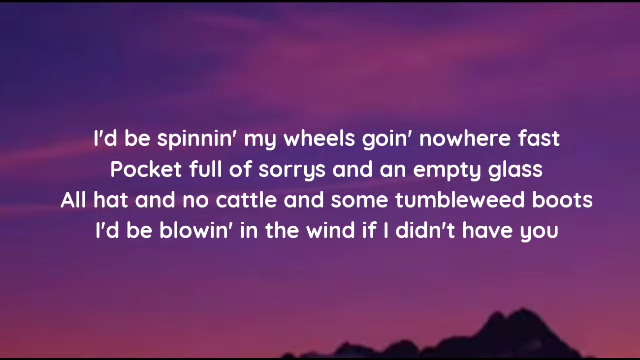 I'd be spinnin' my wheels goin' nowhere fast
Pocket full of sorrys and an empty glass
All hat and no cattle and some tumbleweed boots
I'd be blowin' in the wind if I didn't have you